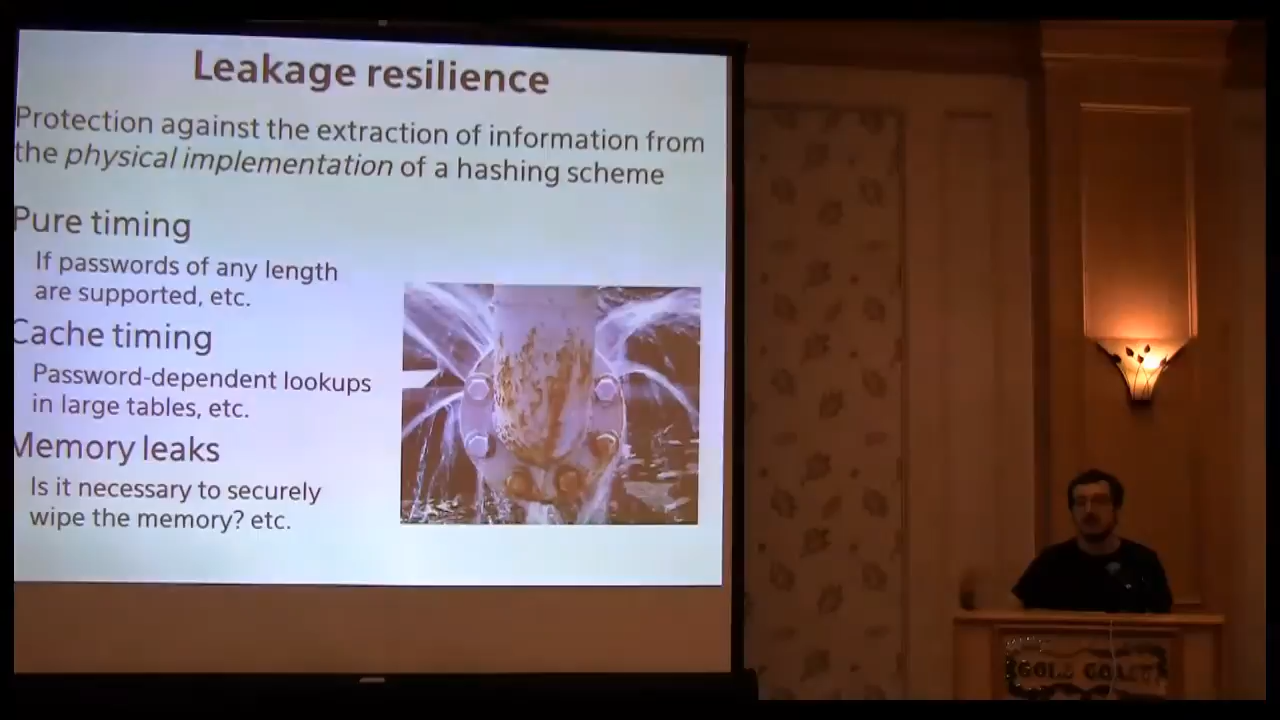 Leakage resilience
Protection against the extraction of information from
the physical implementation of a hashing scheme
Pure timing
If passwords of any length
are supported, etc.
Cache timing
Password-dependent lookups
in large tables, etc.
Memory leaks
Is it necessary to securely
wipe the memory? etc.
GOLD COAST